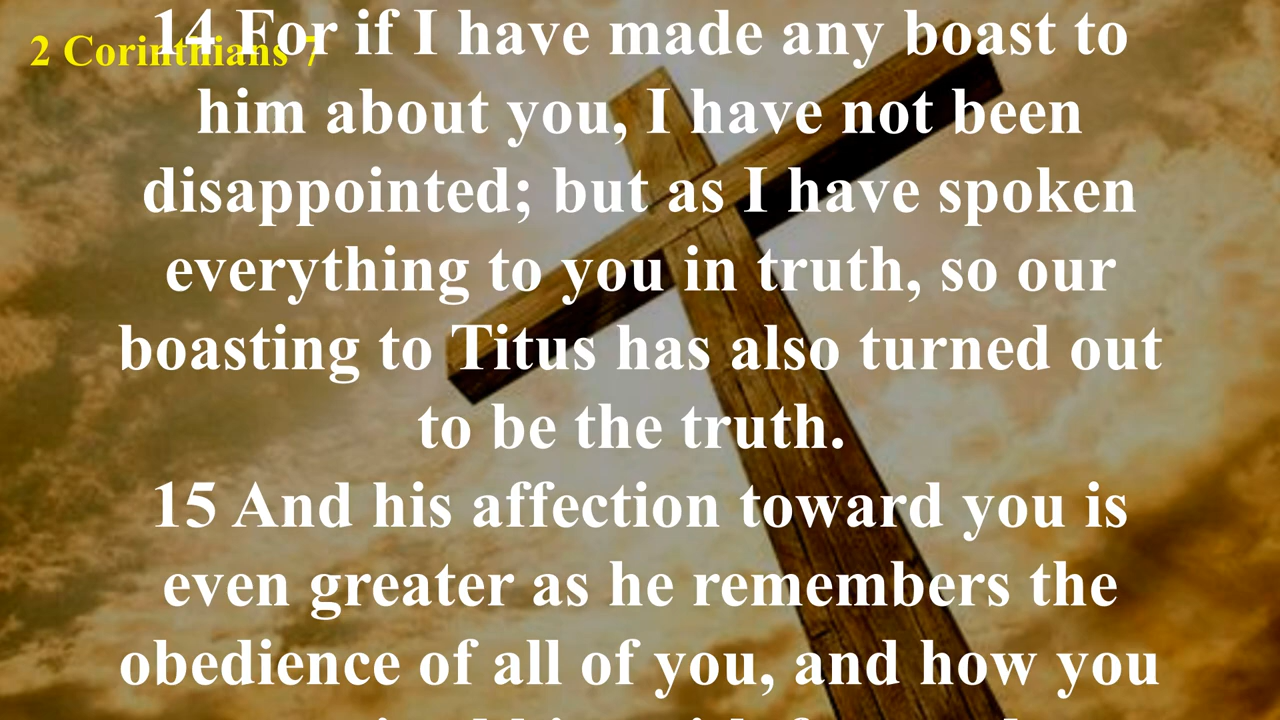 2 Corinthians 7
14 For if I have made any boast to
him about you, I have not been
disappointed; but as I have spoken
everything to you in truth, so our
boasting to Titus has also turned out
to be the truth.
15 And his affection toward you is
even greater as he remembers the
obedience of all of you, and how you